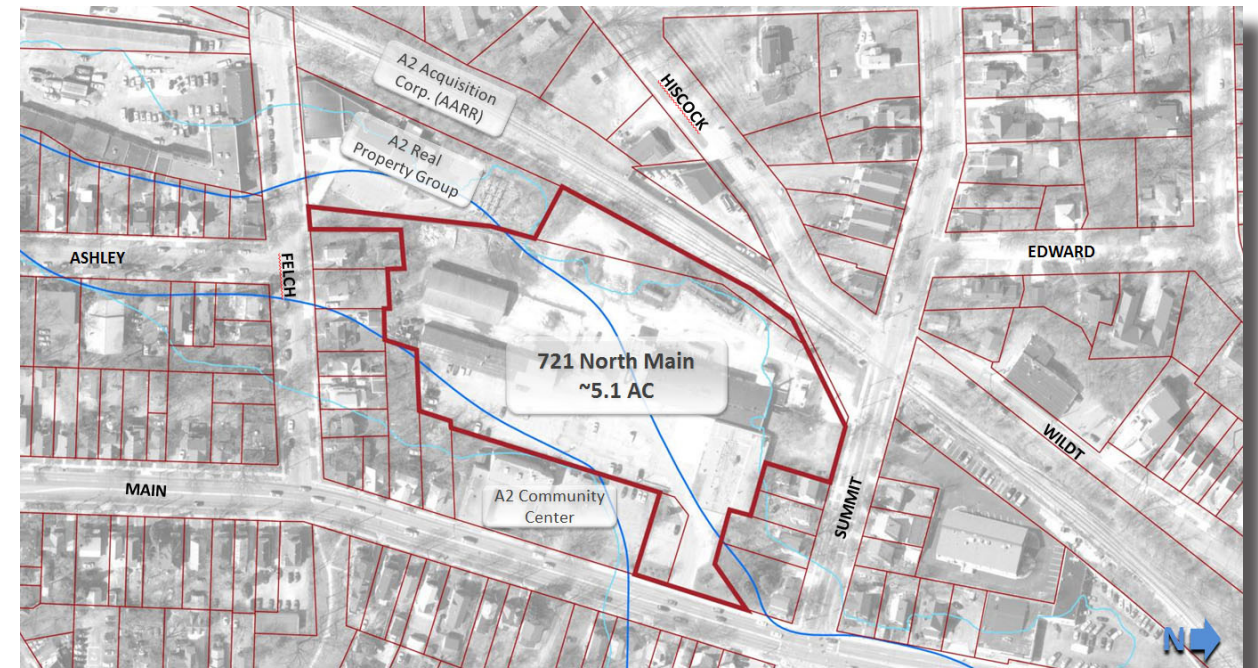 A2 Acquisition
Corp. (AARR)
HISCOCK
A2 Real
Property Group
ASHLEY
FELCH
EDWARD
721 North Main
~5.1 AC
WILDT
MAIN
A2 Community
Center
SUMMIT
N